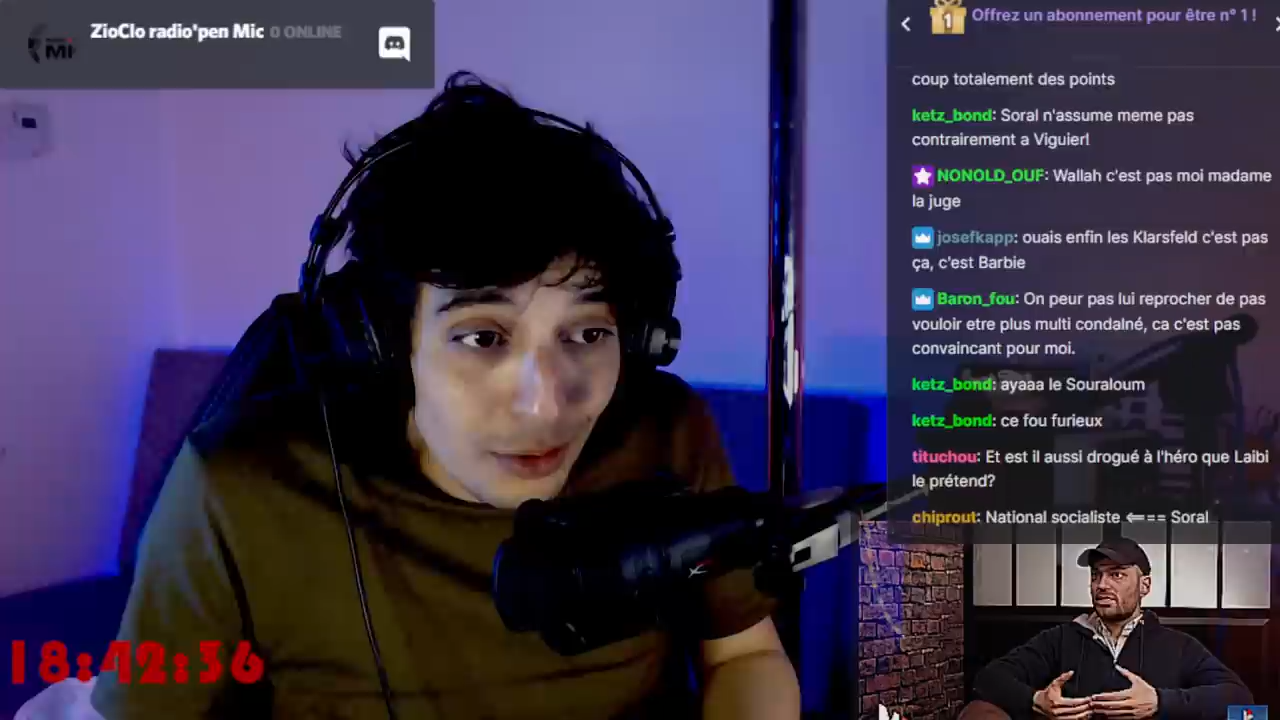 ZioClo radio'pen Mic 0 ONLINE
MI
1
Offrez un abonnement pour être n° 1 !
coup totalement des points
ketz_bond: Soral n'assume meme pas
contrairement a Viguier!
NONOLD_OUF: Wallah c'est pas moi madame
la juge
josefkapp: ouais enfin les Klarsfeld c'est pas
ça, c'est Barbie
Baron_fou: On peur pas lui reprocher de pas
vouloir etre plus multi condalné, ca c'est pas
convaincant pour moi.
ketz_bond: ayaaa le Souraloum
ketz_bond: ce fou furieux
tituchou: Et est il aussi drogué à l'héro que Laibi
le prétend?
chiprout: National socialiste <=== Soral
18:42:36